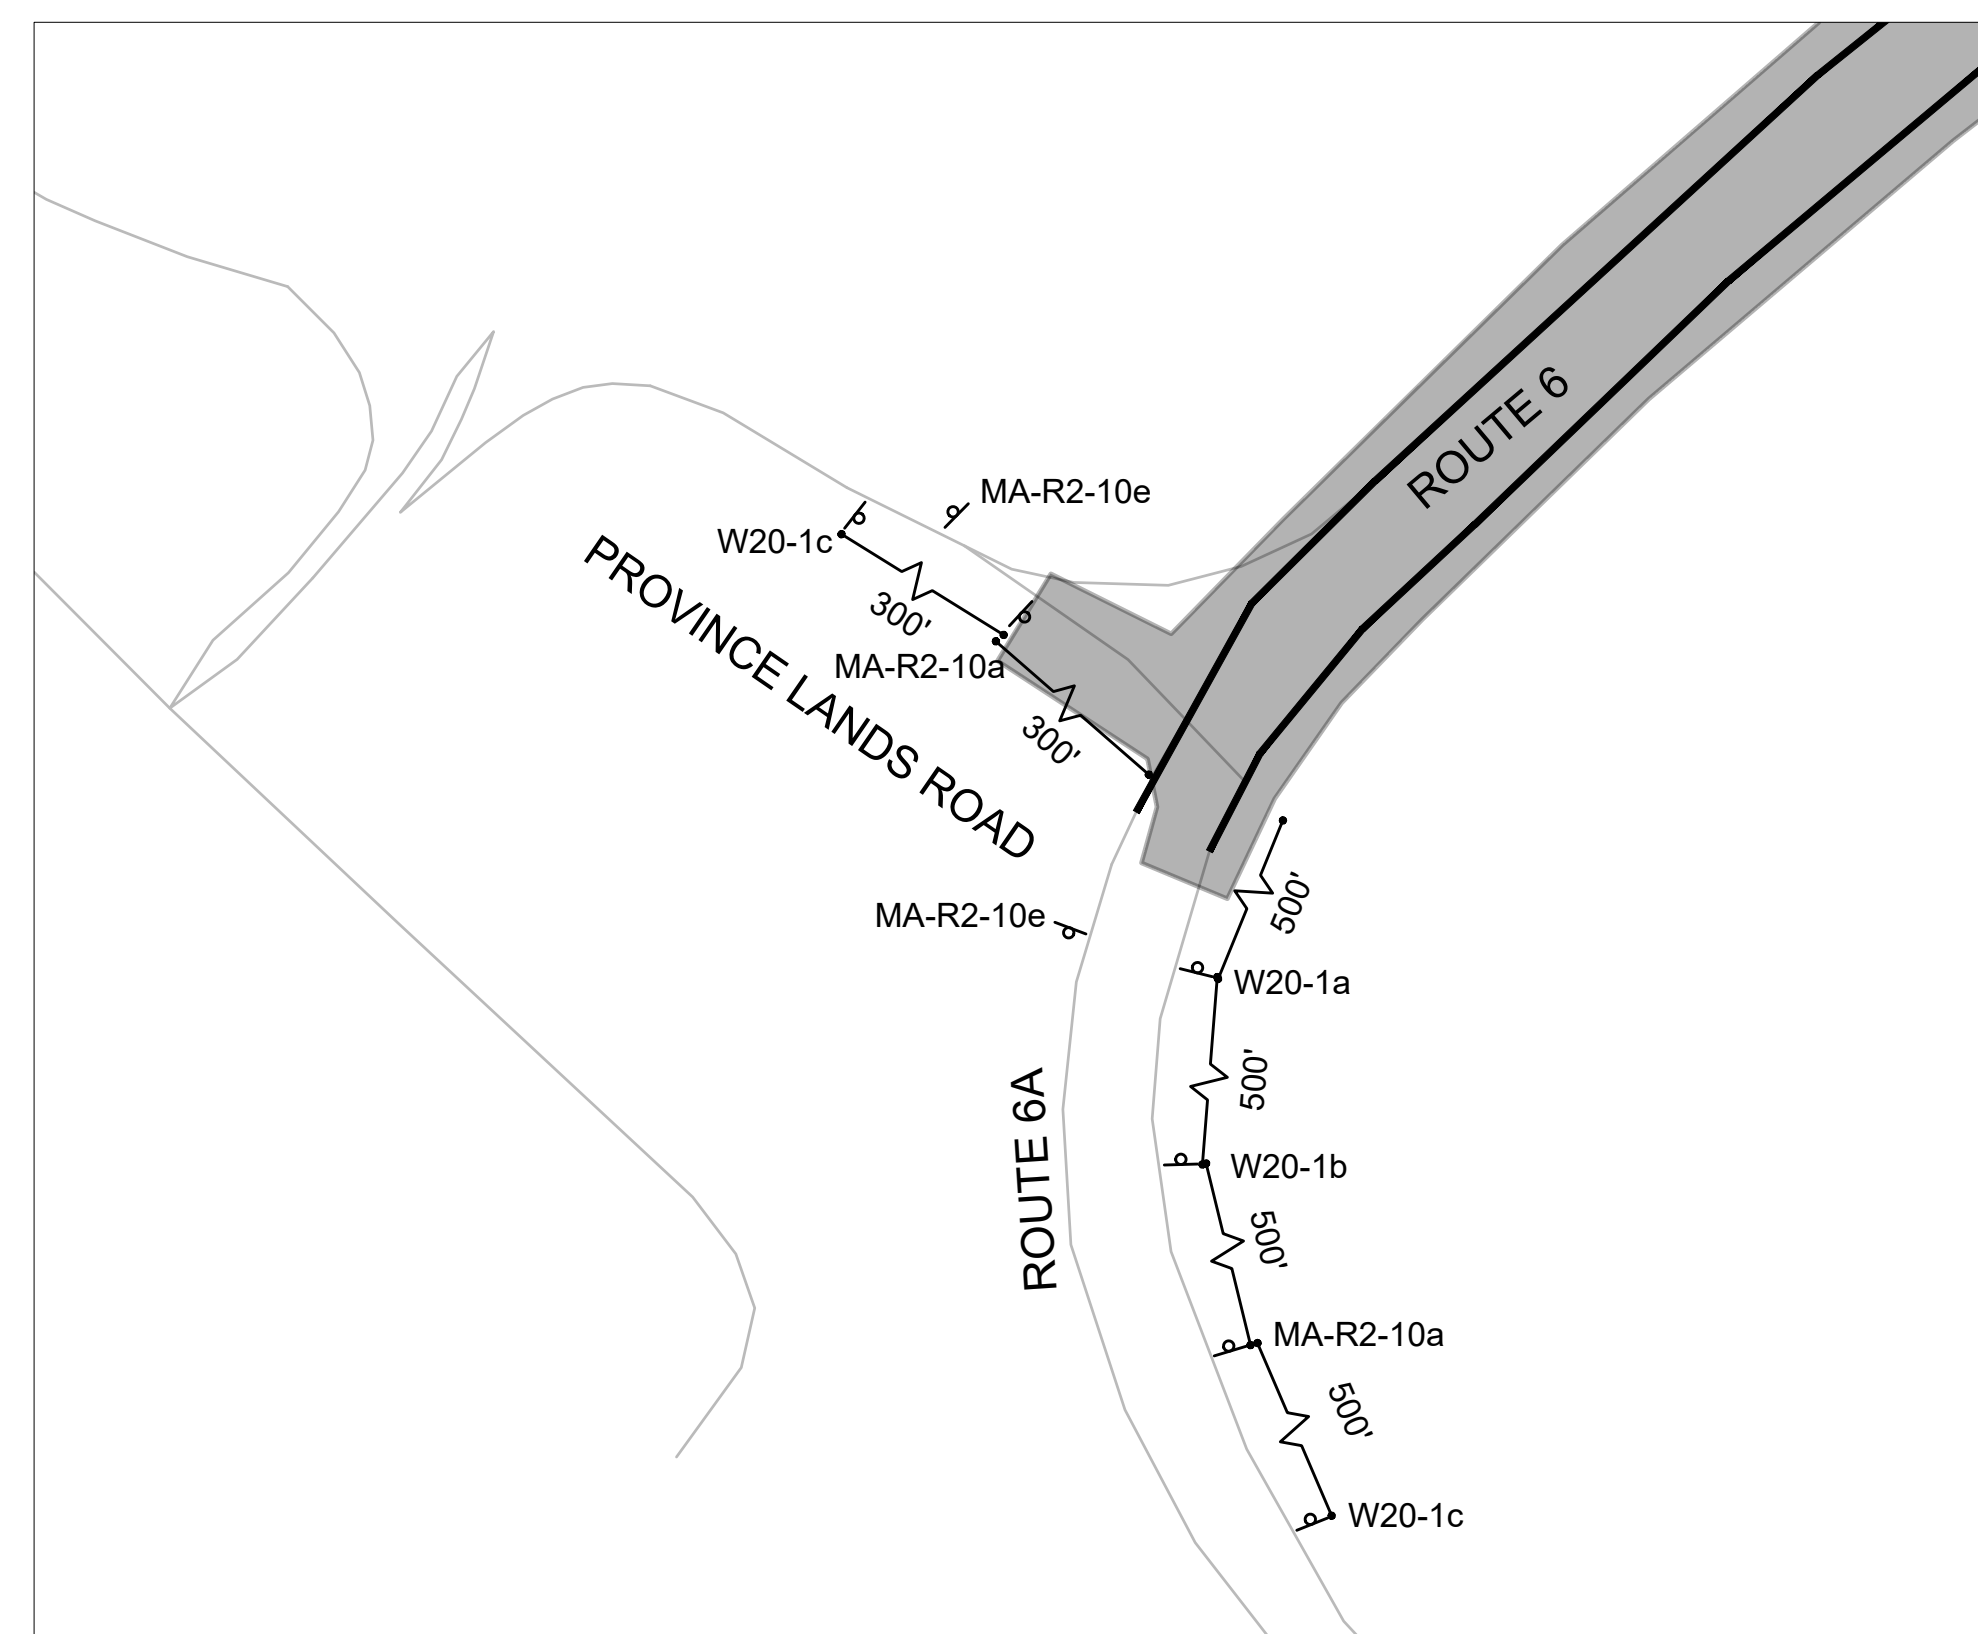 ROUTE 6
MA-R2-10e
W20-1c
300'
PROVINCE LANDS ROAD
MA-R2-10a
300'
MA-R2-10e
500'
W20-1a
500'
ROUTE 6A
W20-1b
500'
MA-R2-10a
500'
W20-1c